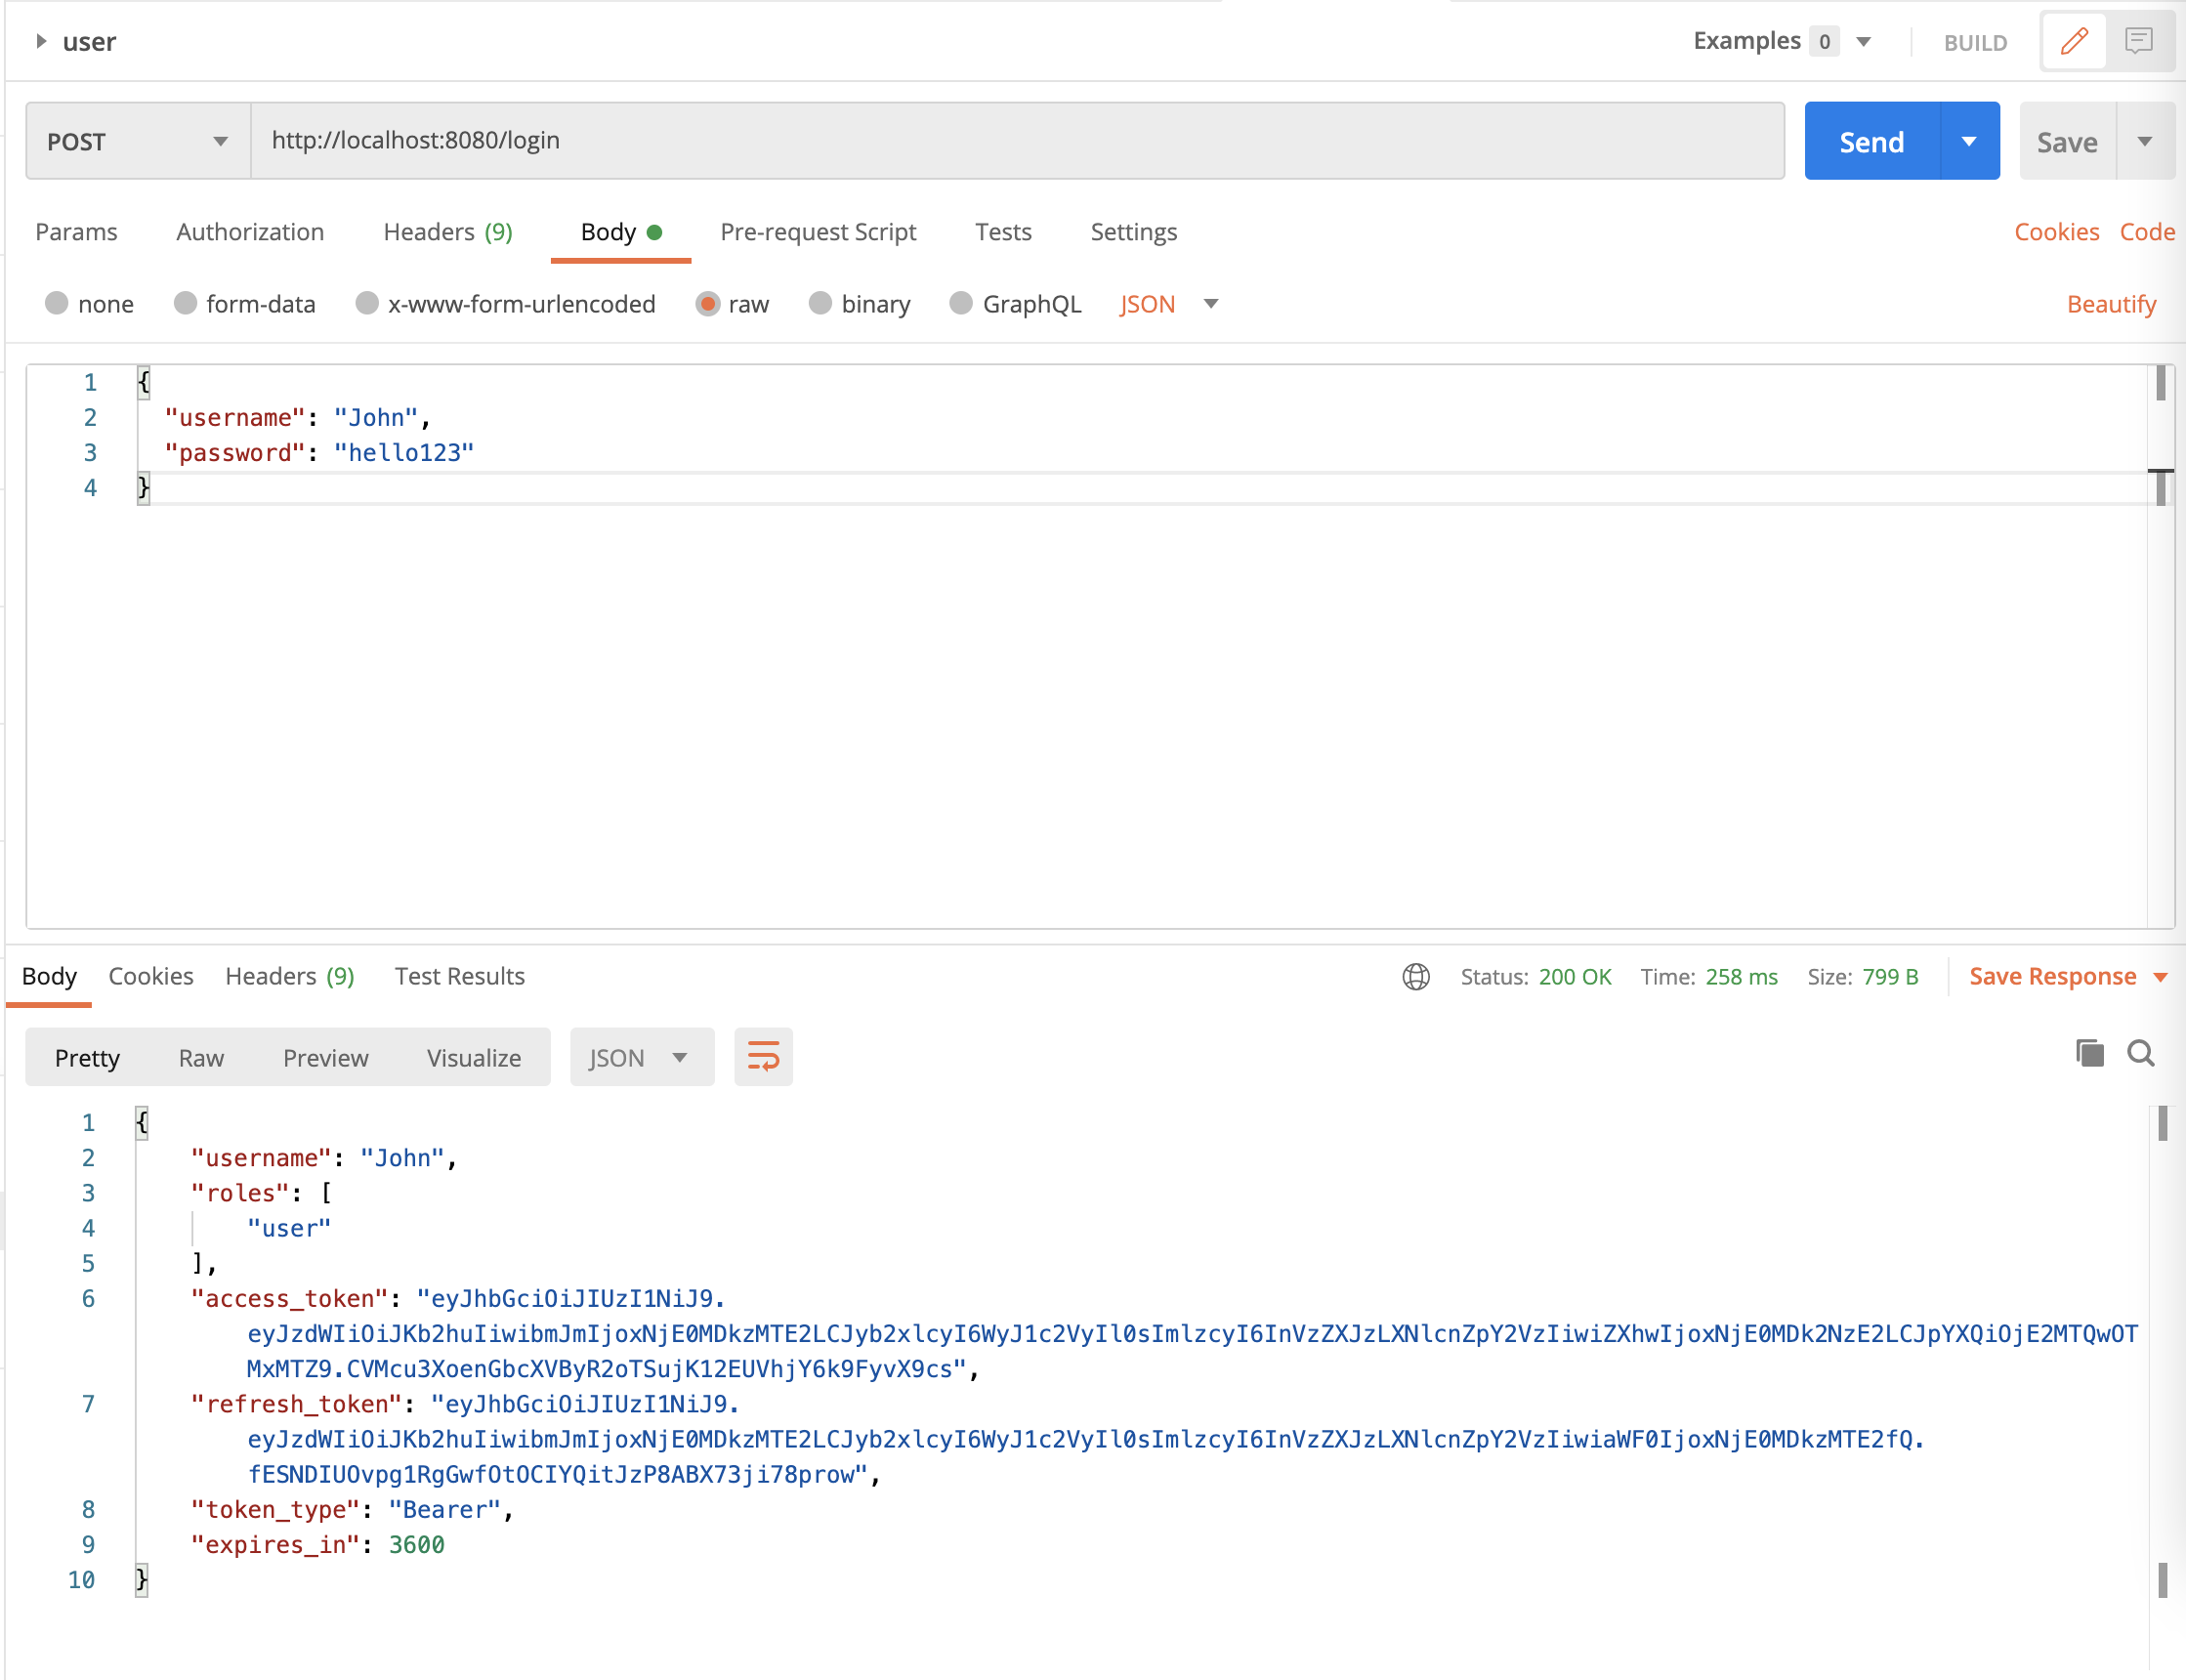 user
Examples 0 BUILD
POST http://localhost:8080/login Send Save
Params Authorization Headers (9) Body Pre-request Script Tests Settings Cookies Code
none form-data x-www-form-urlencoded raw binary GraphQL JSON Beautify
1 {
2 "username": "John",
3 "password": "hello123"
4 }
Body Cookies Headers (9) Test Results Status: 200 OK Time: 258 ms Size: 799 B Save Response
Pretty Raw Preview Visualize JSON
1 {
2 "username": "John",
3 "roles": [
4 "user"
5 ],
6 "access_token": "eyJhbGciOiJIUzI1NiJ9.
eyJzdWIiOiJKb2huIiwibmJmIjoxNjE0MDkzMTE2LCJyb2xlcyI6WyJ1c2VyIl0sImlzcyI6InVzZXJzLXNlcnZpY2VzIiwiZXhwIjoxNjE0MDk2NzE2LCJpYXQiOjE2MTQwOT
MxMTZ9.CVMcu3XoenGbcXVByR2oTSujK12EUVhjY6k9FyvX9cs",
7 "refresh_token": "eyJhbGciOiJIUzI1NiJ9.
eyJzdWIiOiJKb2huIiwibmJmIjoxNjE0MDkzMTE2LCJyb2xlcyI6WyJ1c2VyIl0sImlzcyI6InVzZXJzLXNlcnZpY2VzIiwiaWF0IjoxNjE0MDkzMTE2fQ.
fESNDIUOvpg1RgGwfOtOCIYQitJzP8ABX73ji78prow",
8 "token_type": "Bearer",
9 "expires_in": 3600
10 }